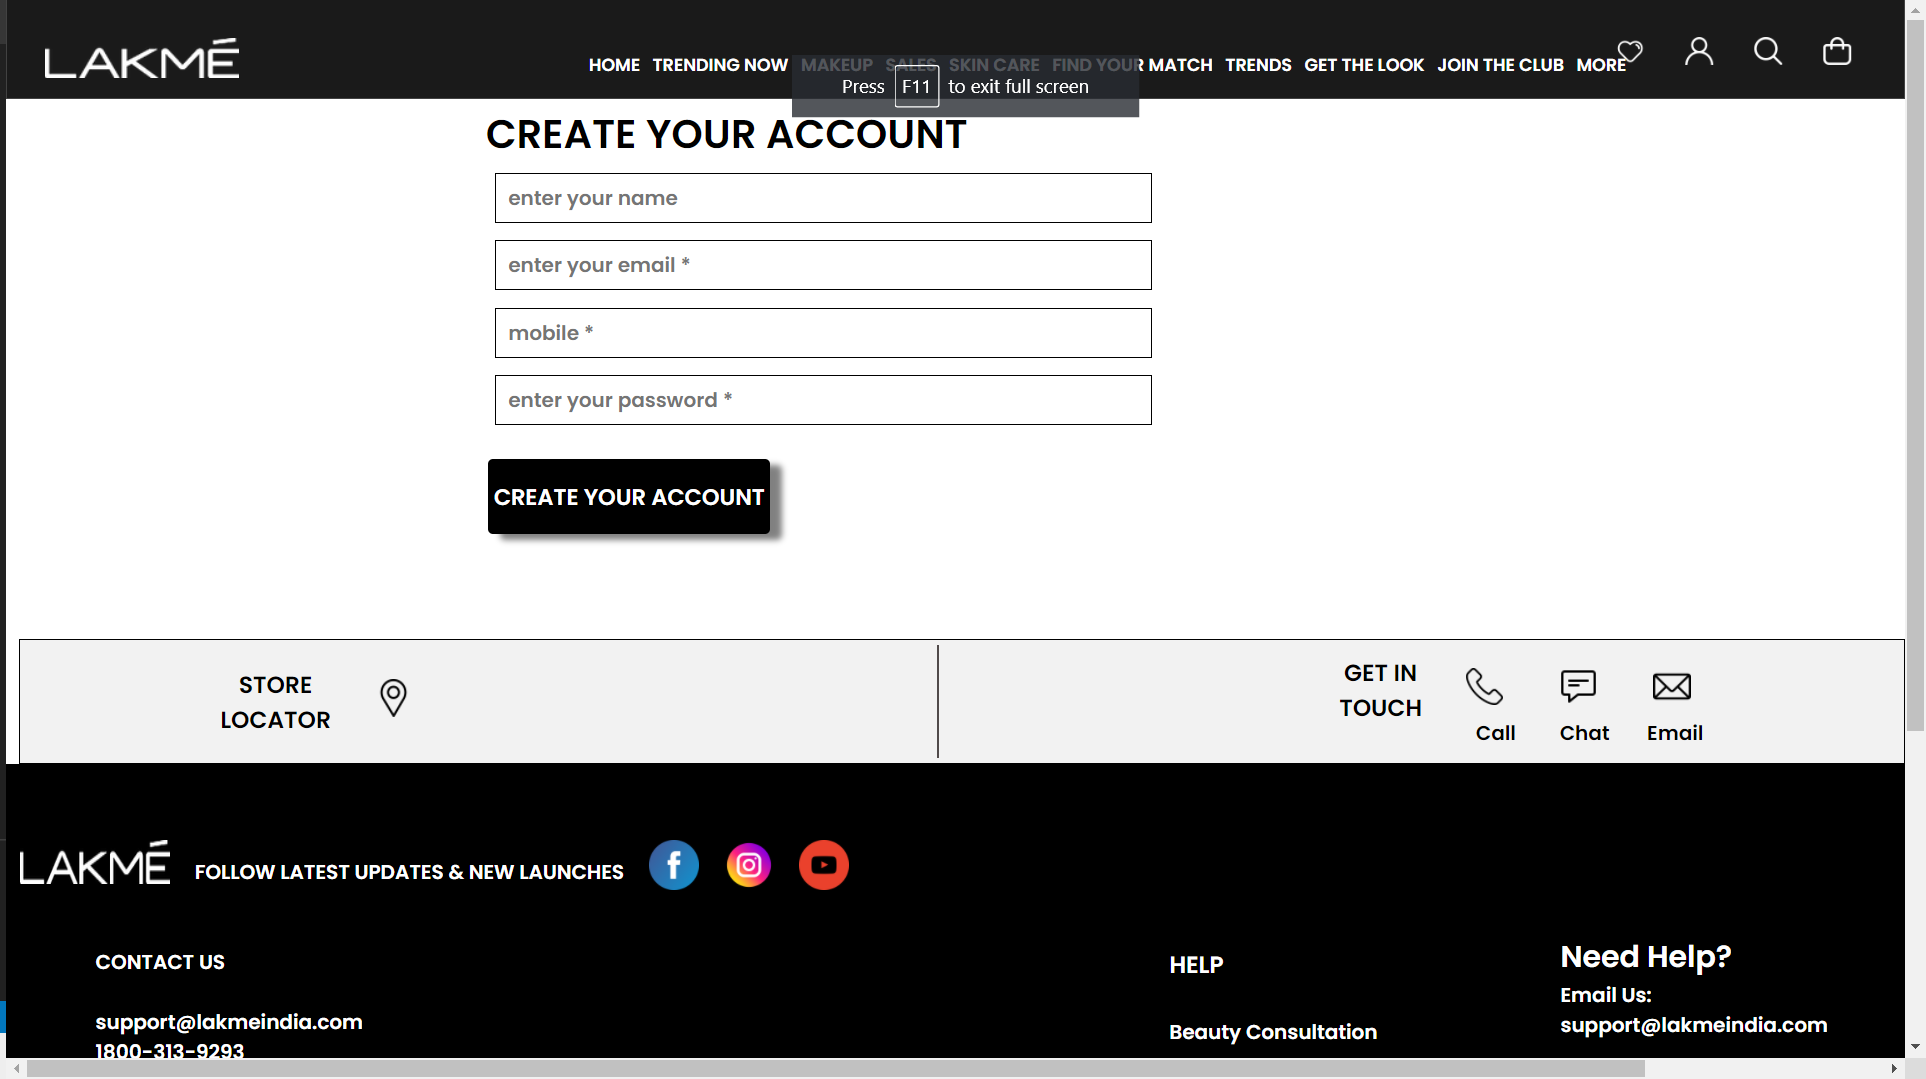 LAKMÉ
HOME TRENDING NOW MAKEUP SALES SKIN CARE FIND YOUR MATCH TRENDS GET THE LOOK JOIN THE CLUB MORE
Press F11 to exit full screen
CREATE YOUR ACCOUNT
enter your name
enter your email *
mobile *
enter your password *
CREATE YOUR ACCOUNT
STORE
LOCATOR
GET IN
TOUCH
Call Chat Email
LAKMÉ FOLLOW LATEST UPDATES & NEW LAUNCHES
CONTACT US
support@lakmeindia.com
1800-313-9293
HELP
Beauty Consultation
Need Help?
Email Us:
support@lakmeindia.com